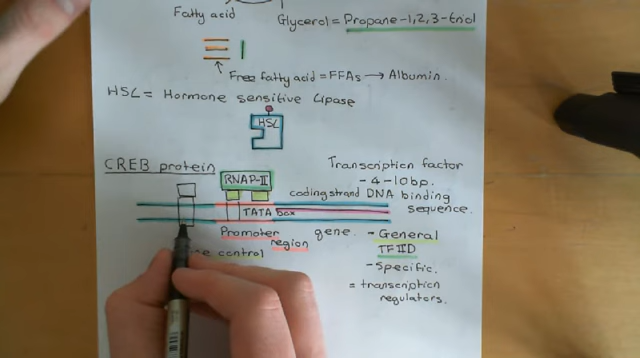 Fatty acid
Glycerol = Propane-1,2,3-triol
Free fatty acid = FFAs → Albumin.
HSL = Hormone sensitive Lipase
HSL
CREB protein
RNAP-II
Transcription factor
- 4-10bp.
coding strand DNA binding
sequence.
TATA box
Promoter
region
gene.
- General
TFIID
control
- Specific.
= transcription
regulators.